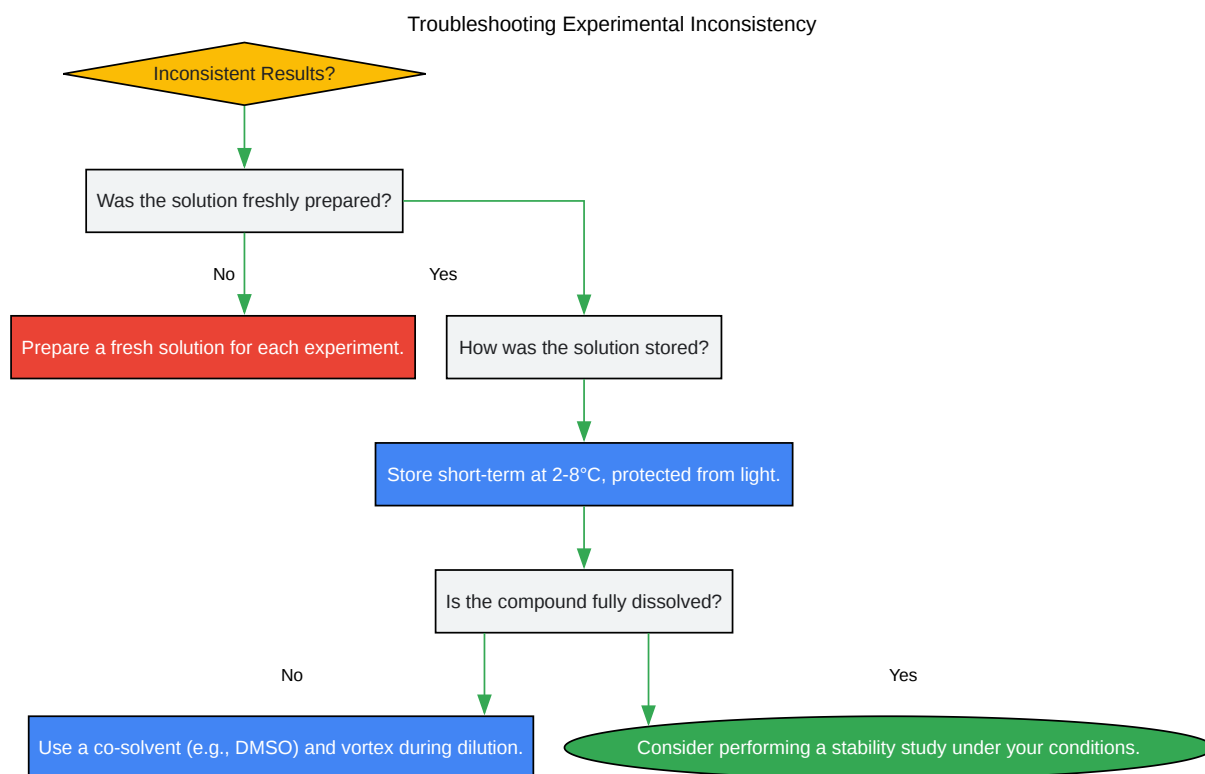 Troubleshooting Experimental Inconsistency
Inconsistent Results?
Was the solution freshly prepared?
No
Yes
Prepare a fresh solution for each experiment.
How was the solution stored?
Store short-term at 2-8°C, protected from light.
Is the compound fully dissolved?
No
Yes
Use a co-solvent (e.g., DMSO) and vortex during dilution.
Consider performing a stability study under your conditions.